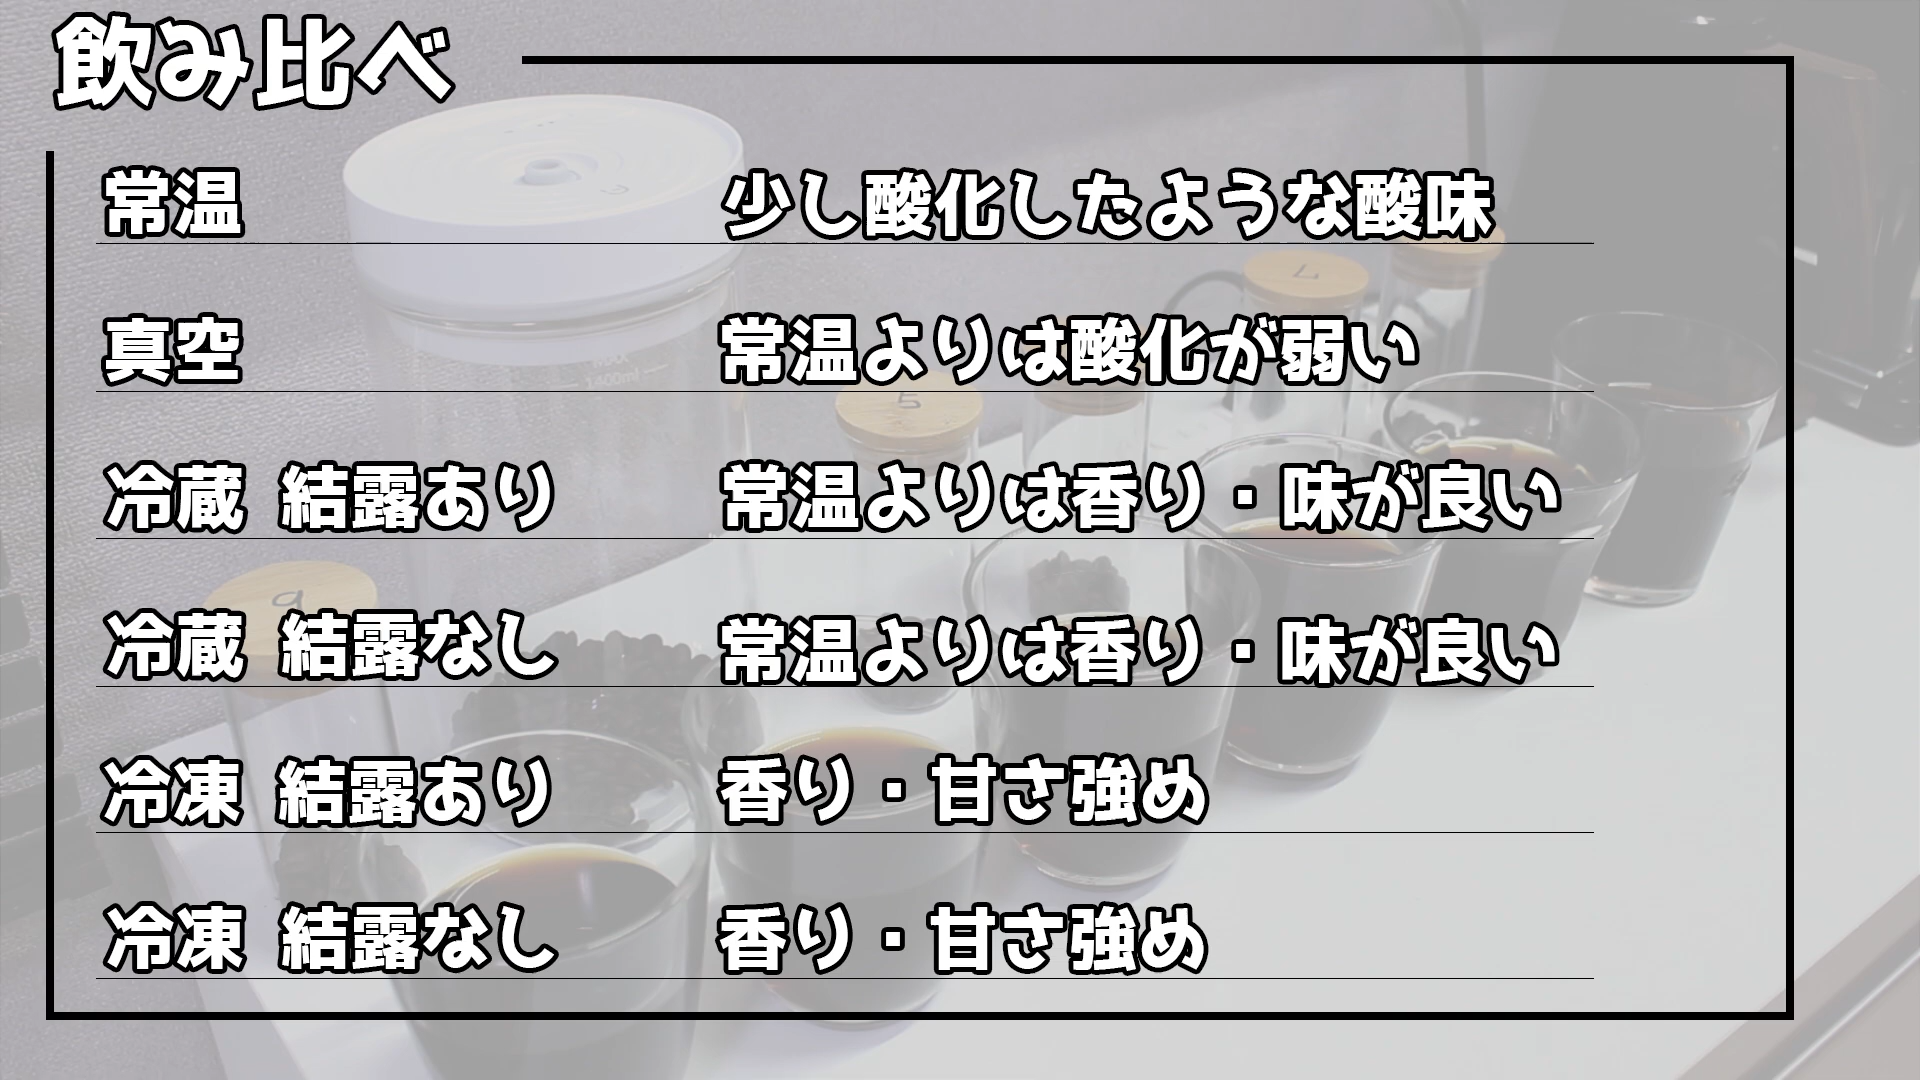 飲み比べ
常温 少し酸化したような酸味
真空 常温よりは酸化が弱い
冷蔵 結露あり 常温よりは香り・味が良い
冷蔵 結露なし 常温よりは香り・味が良い
冷凍 結露あり 香り・甘さ強め
冷凍 結露なし 香り・甘さ強め
5
9